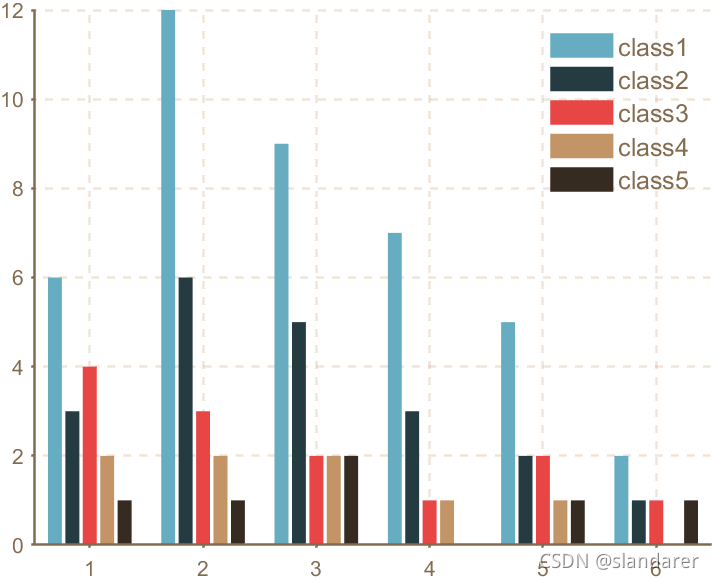 12
10
8
6
4
2
0
class1
class2
class3
class4
class5
1 2 3 4 5 6
CSDN @slandarer